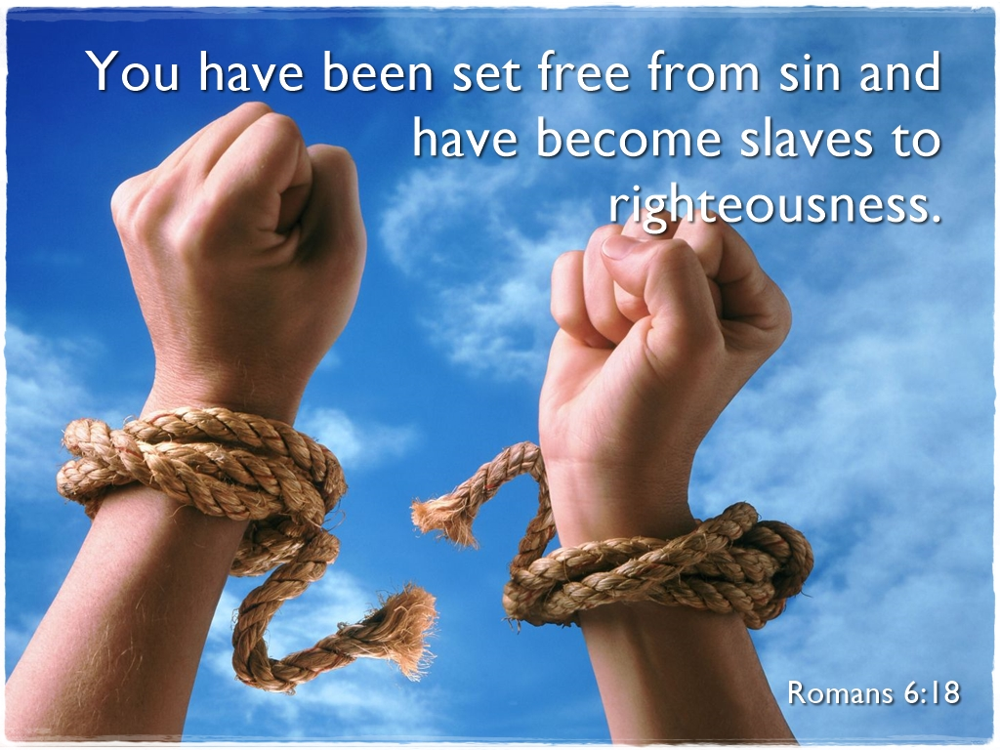 You have been set free from sin and
have become slaves to
righteousness.
Romans 6:18